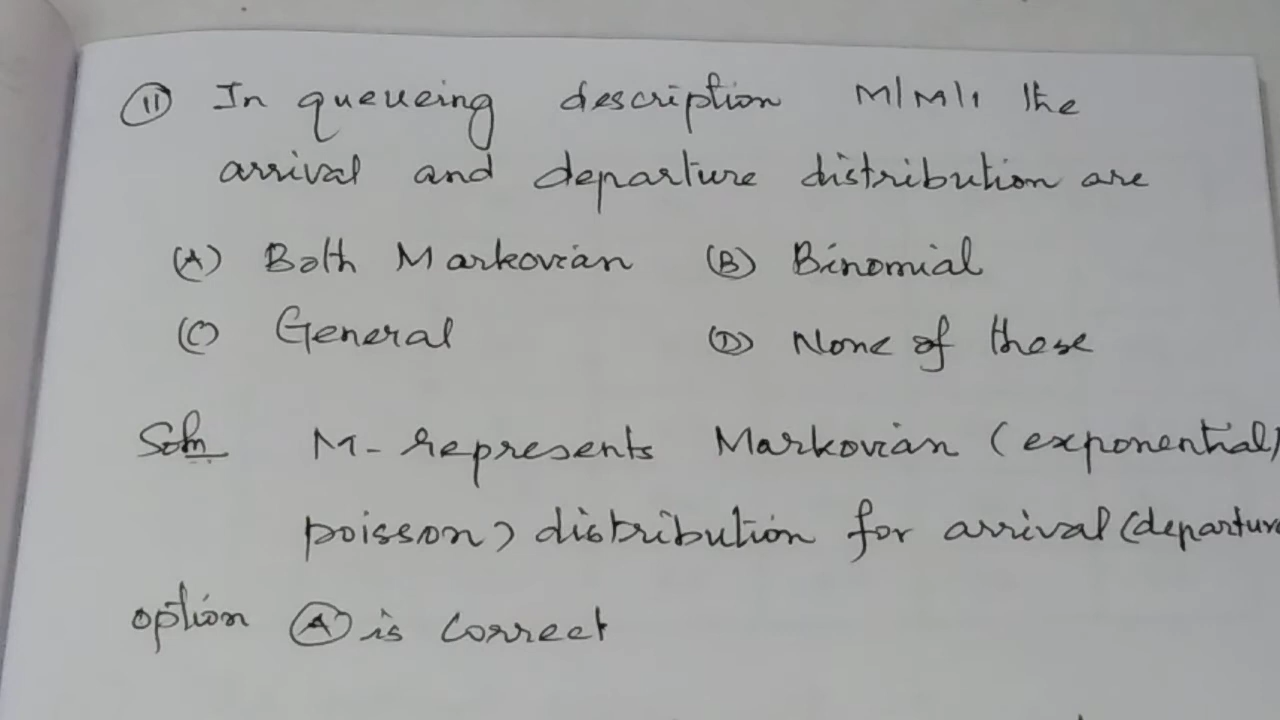 (11) In queueing description M|M|1 the
arrival and departure distribution are
(A) Both Markovian (B) Binomial
(C) General (D) None of these
Soln M- represents Markovian (exponential/
poisson) distribution for arrival (departure
option (A) is correct